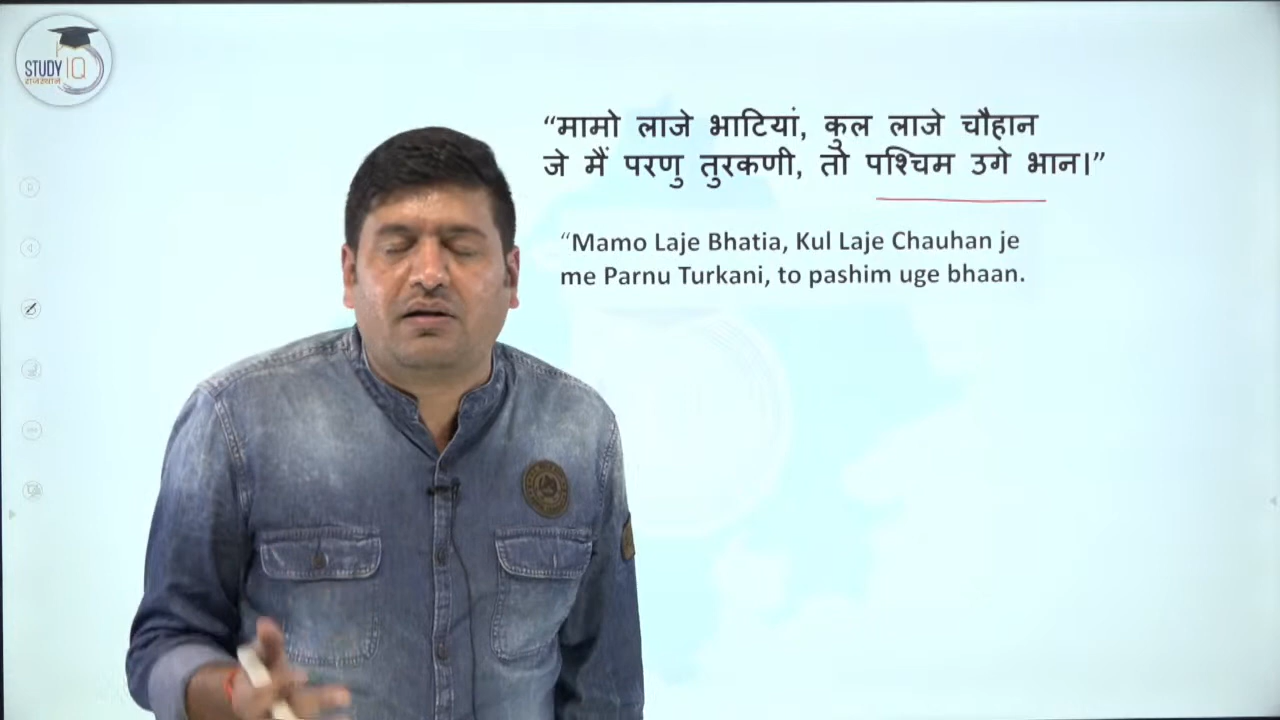 STUDY IQ
राजस्थान
“मामो लाजे भाटियां, कुल लाजे चौहान
जे मैं परणु तुरकणी, तो पश्चिम उगे भान।”
“Mamo Laje Bhatia, Kul Laje Chauhan je
me Parnu Turkani, to pashim uge bhaan.